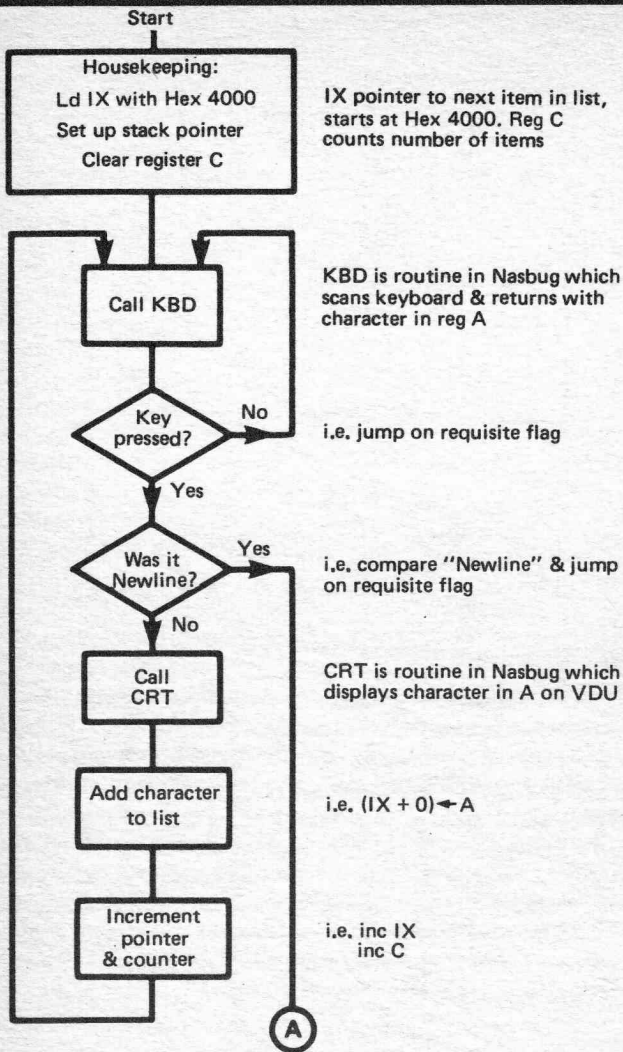 Start
Housekeeping:
Ld IX with Hex 4000
Set up stack pointer
Clear register C
IX pointer to next item in list,
starts at Hex 4000. Reg C
counts number of items
Call KBD
KBD is routine in Nasbug which
scans keyboard & returns with
character in reg A
Key
pressed?
No
i.e. jump on requisite flag
Yes
Was it
Newline?
Yes
i.e. compare "Newline" & jump
on requisite flag
No
Call
CRT
CRT is routine in Nasbug which
displays character in A on VDU
Add character
to list
i.e. (IX + 0)←A
Increment
pointer
& counter
i.e. inc IX
inc C
A